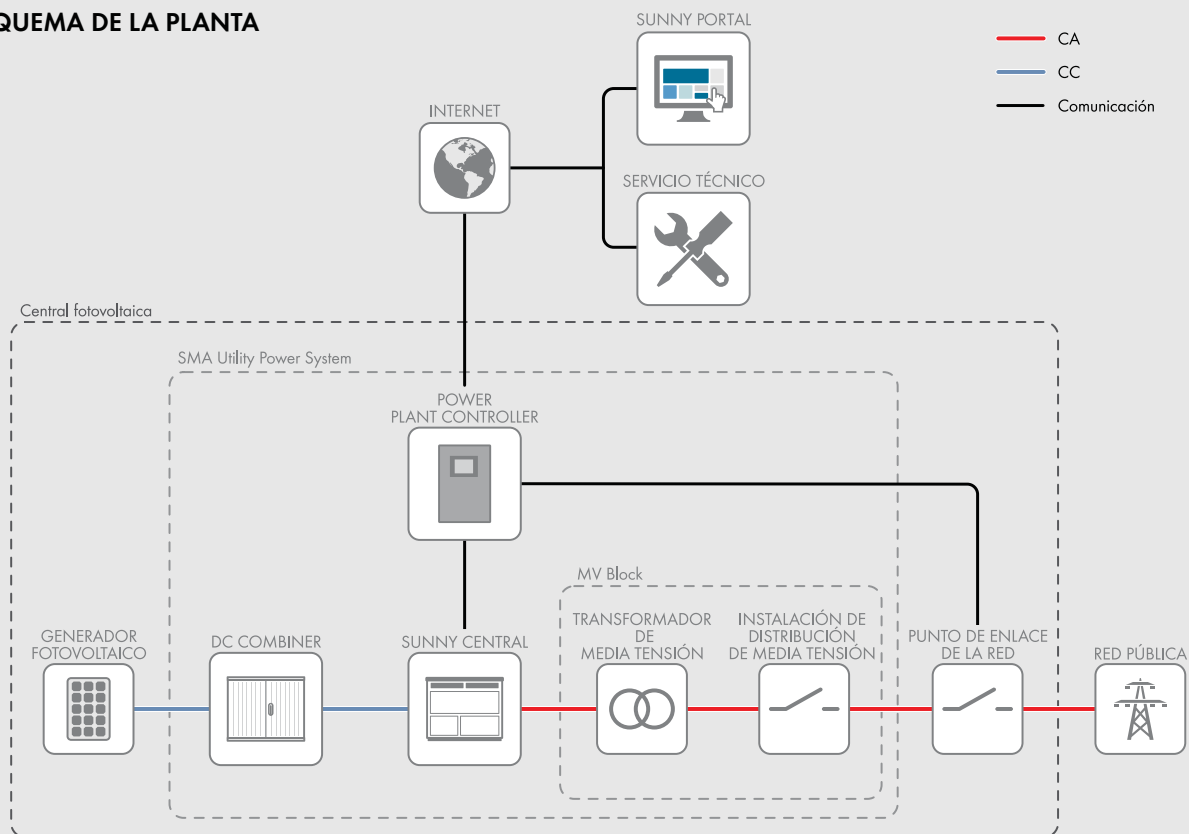 QUEMA DE LA PLANTA
SUNNY PORTAL
CA
CC
Comunicación
INTERNET
SERVICIO TÉCNICO
Central fotovoltaica
SMA Utility Power System
POWER
PLANT CONTROLLER
MV Block
GENERADOR
FOTOVOLTAICO
DC COMBINER
SUNNY CENTRAL
TRANSFORMADOR
DE
MEDIA TENSIÓN
INSTALACIÓN DE
DISTRIBUCIÓN
DE MEDIA TENSIÓN
PUNTO DE ENLACE
DE LA RED
RED PÚBLICA